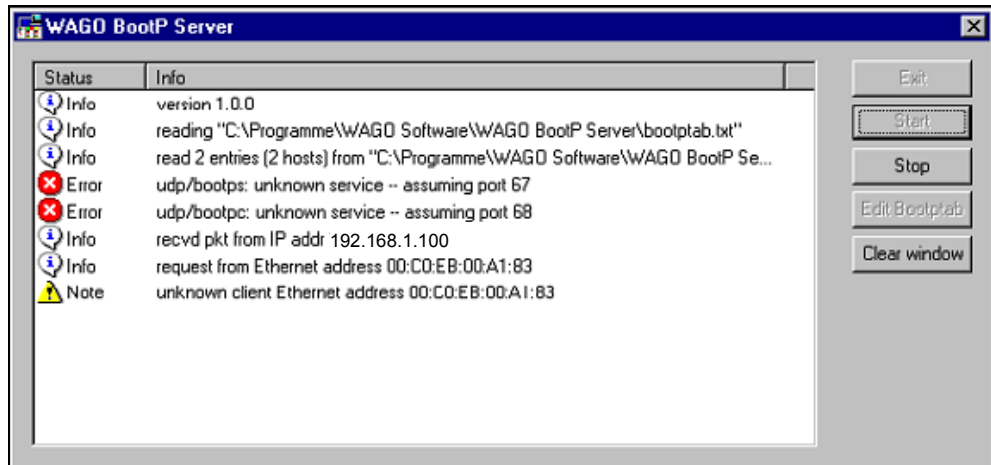 WAGO BootP Server
Status Info
Info version 1.0.0
Info reading "C:\Programme\WAGO Software\WAGO BootP Server\bootptab.txt"
Info read 2 entries (2 hosts) from "C:\Programme\WAGO Software\WAGO BootP Se...
Error udp/bootps: unknown service -- assuming port 67
Error udp/bootpc: unknown service -- assuming port 68
Info recvd pkt from IP addr 192.168.1.100
Info request from Ethernet address 00:C0:EB:00:A1:83
Note unknown client Ethernet address 00:C0:EB:00:A1:83
Exit
Start
Stop
Edit Bootptab
Clear window